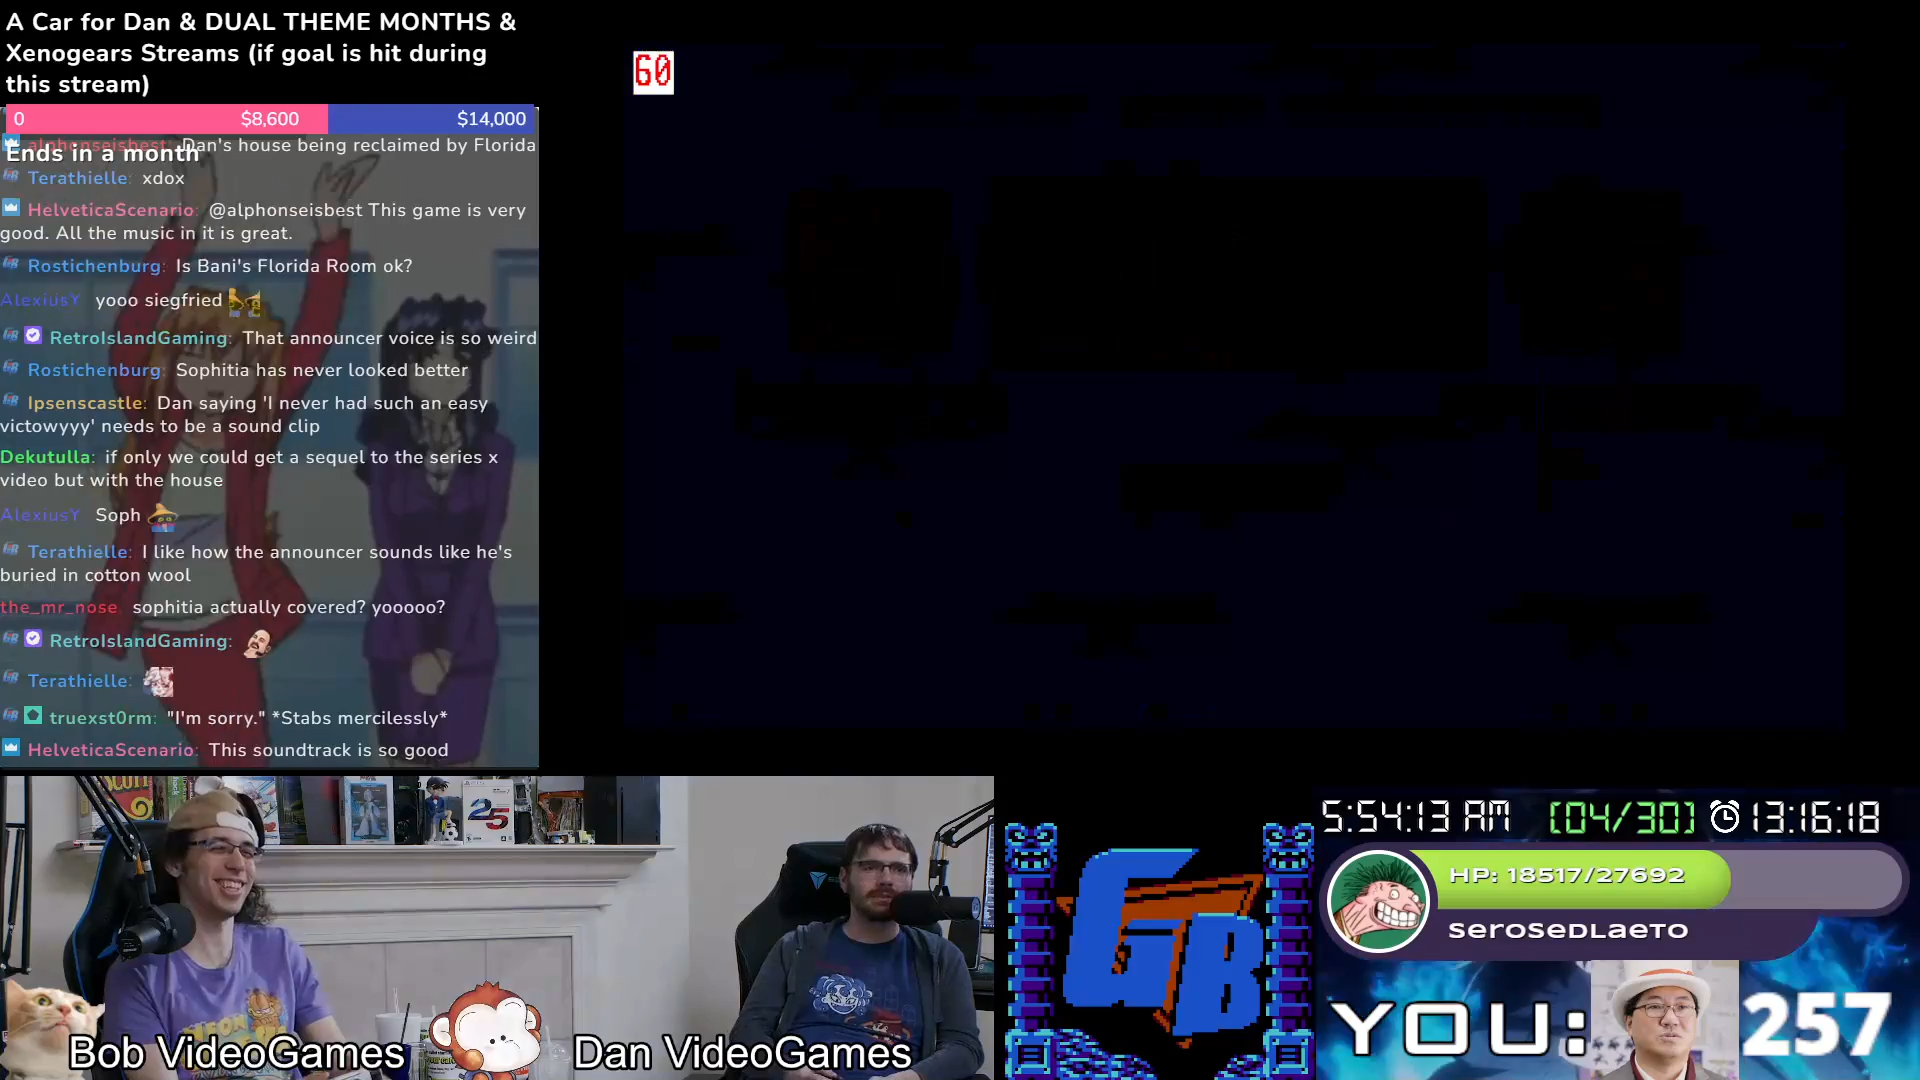 A Car for Dan & DUAL THEME MONTHS &
Xenogears Streams (if goal is hit during
this stream)
0 $8,600 $14,000
alphonseisbest: Dan's house being reclaimed by Florida
Ends in a month
Terathielle: xdox
HelveticaScenario: @alphonseisbest This game is very
good. All the music in it is great.
Rostichenburg: Is Bani's Florida Room ok?
AlexiusY yooo siegfried
RetroIslandGaming: That announcer voice is so weird
Rostichenburg: Sophitia has never looked better
Ipsenscastle: Dan saying 'I never had such an easy
victowyyy' needs to be a sound clip
Dekutulla: if only we could get a sequel to the series x
video but with the house
AlexiusY Soph
Terathielle: I like how the announcer sounds like he's
buried in cotton wool
the_mr_nose: sophitia actually covered? yooooo?
RetroIslandGaming:
Terathielle:
truexst0rm: "I'm sorry." *Stabs mercilessly*
HelveticaScenario: This soundtrack is so good
60
25
Bob VideoGames
Dan VideoGames
GB
5:54:13 AM [04/30] 13:16:18
HP: 18517/27692
SeroSedLaeto
YOU: 257